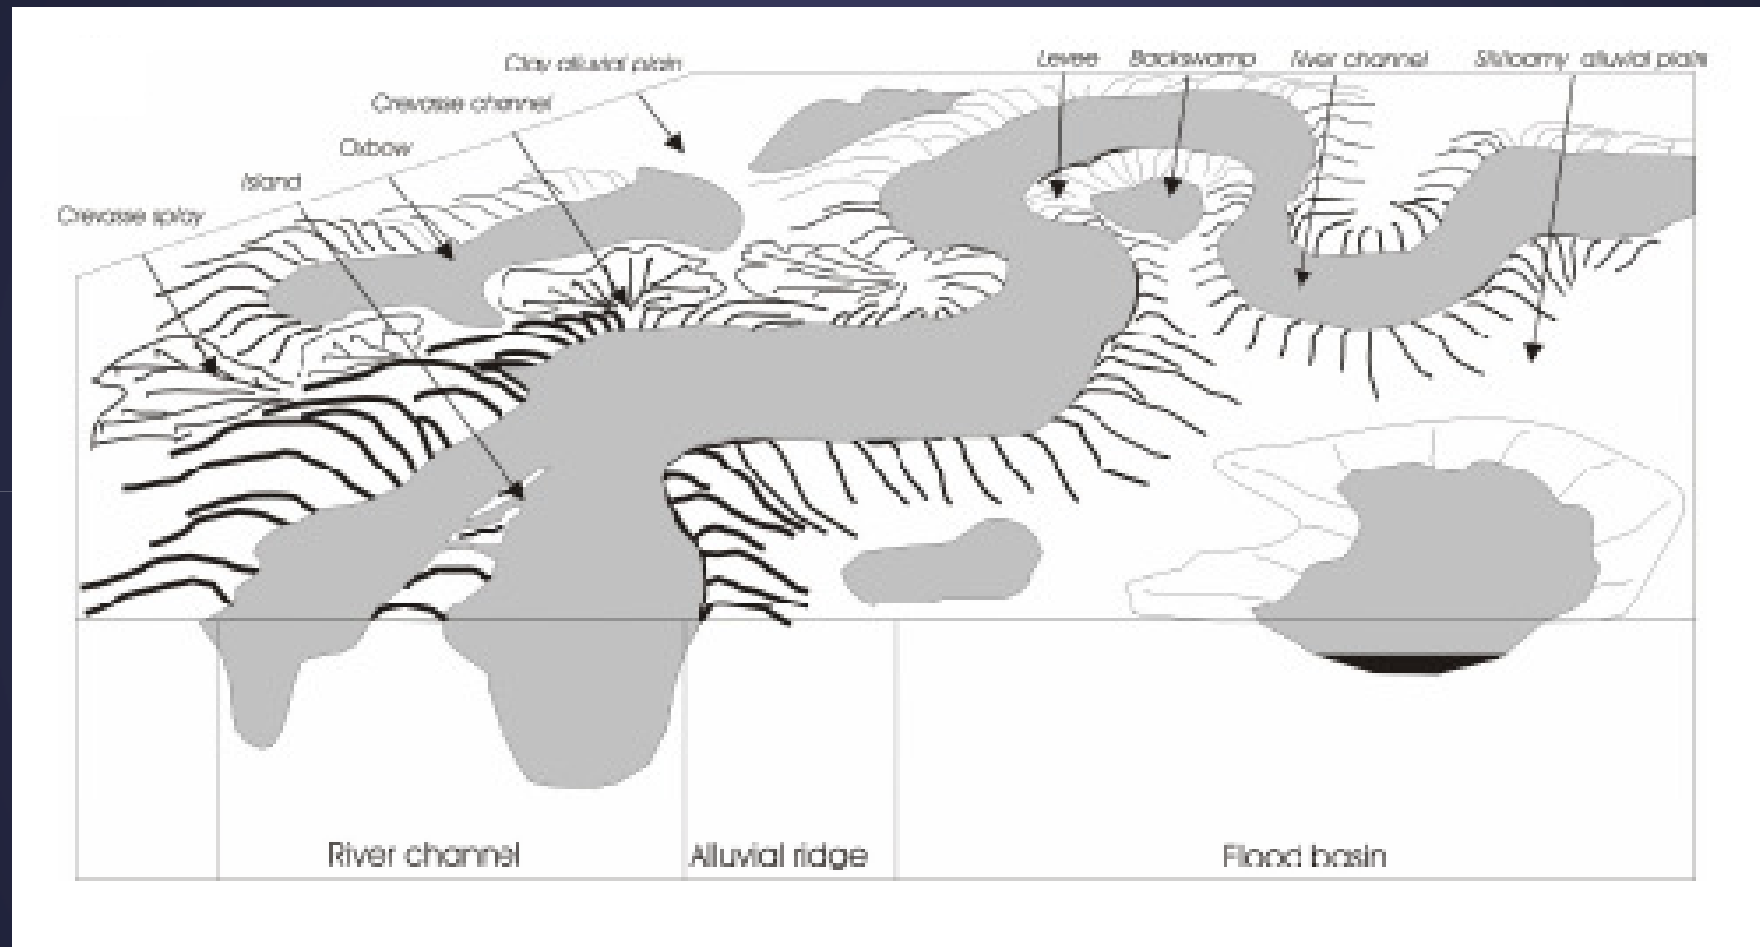 Clay alluvial plain
Levee
Backswamp
River channel
Siltloamy alluvial plain
Crevasse channel
Oxbow
Island
Crevasse splay
River channel
Alluvial ridge
Flood basin